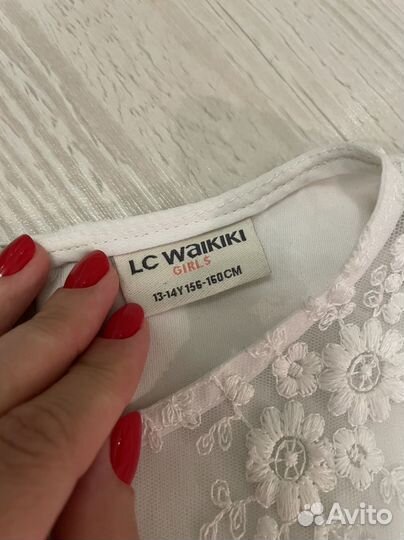 LC WAIKIKI
GIRLS
13-14Y 156-160CM
Avito